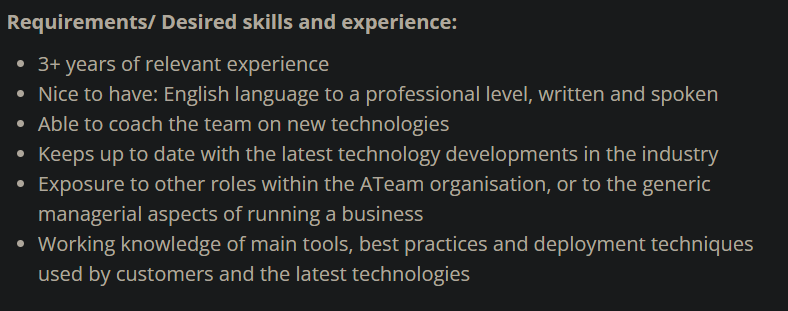 Requirements/ Desired skills and experience:
• 3+ years of relevant experience
• Nice to have: English language to a professional level, written and spoken
• Able to coach the team on new technologies
• Keeps up to date with the latest technology developments in the industry
• Exposure to other roles within the ATeam organisation, or to the generic
managerial aspects of running a business
• Working knowledge of main tools, best practices and deployment techniques
used by customers and the latest technologies